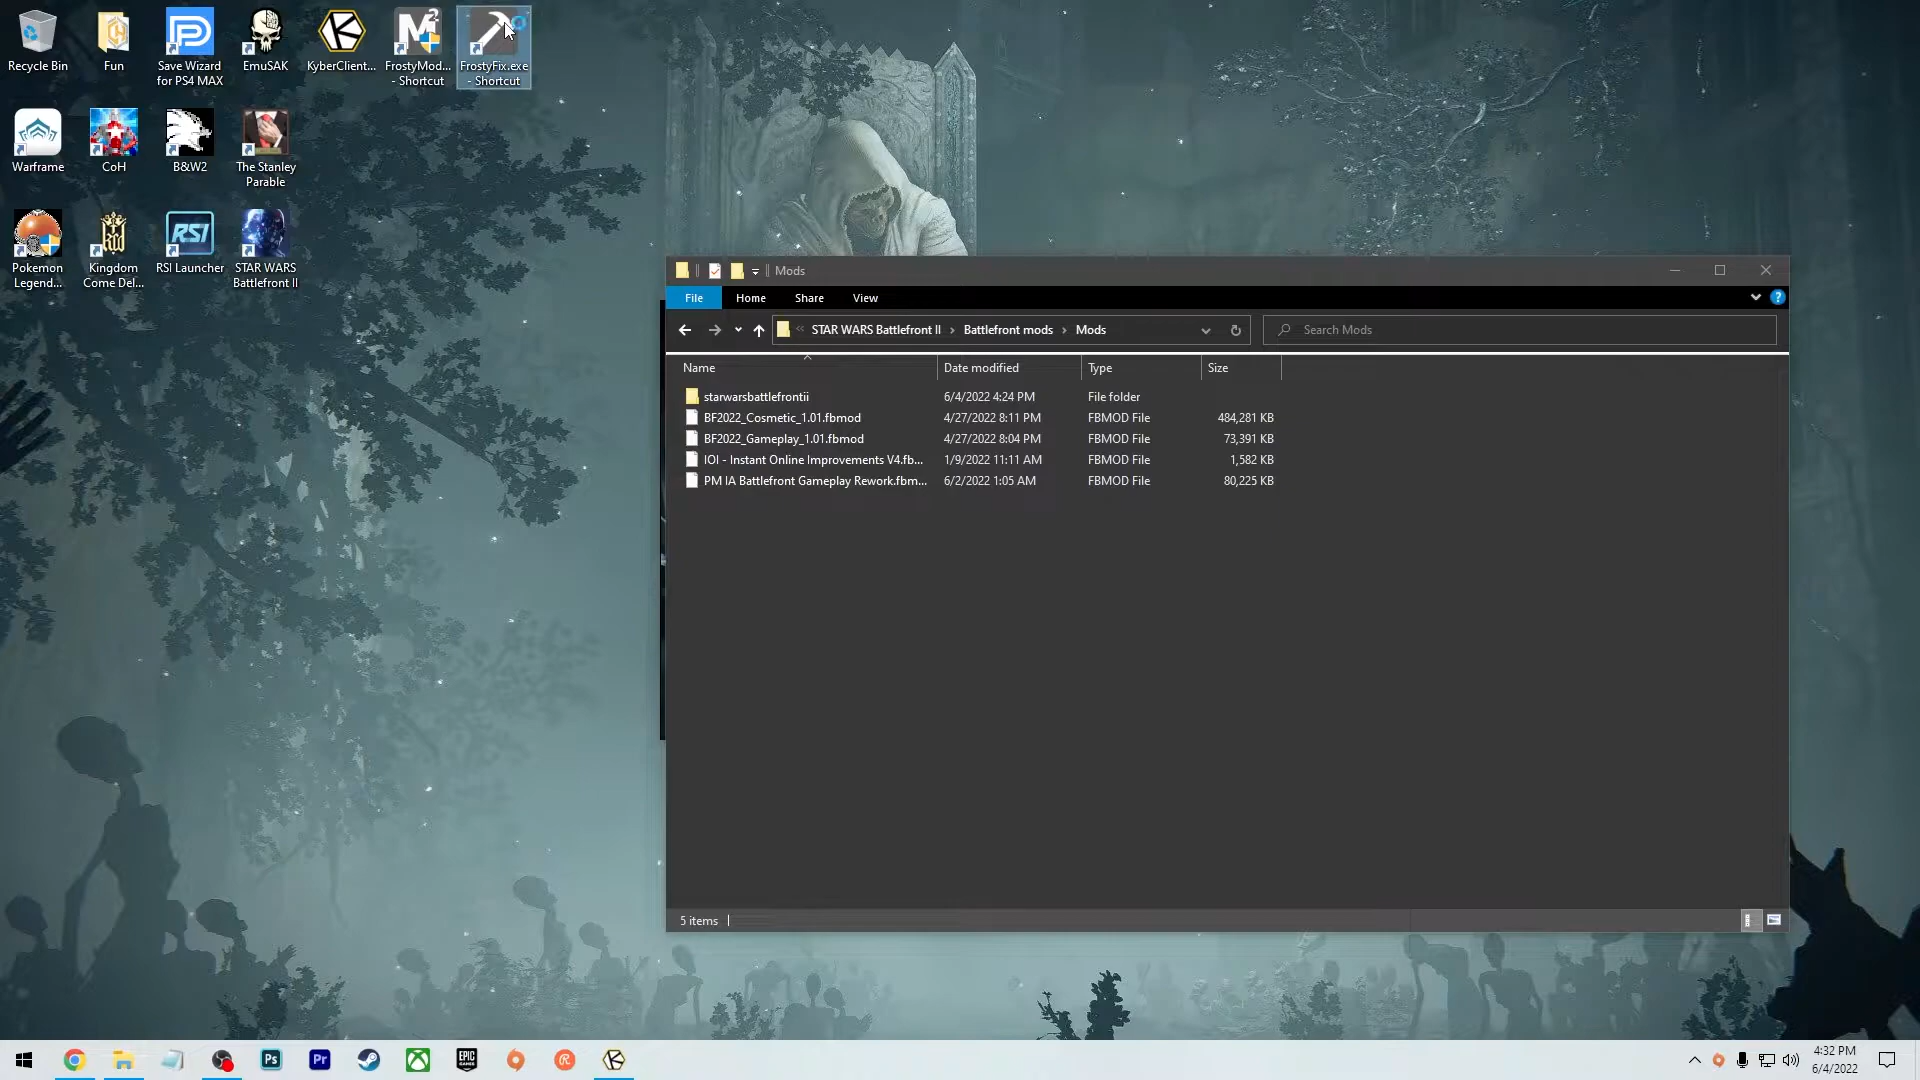 Recycle Bin
Fun
Save Wizard
for PS4 MAX
EmuSAK
KyberClient...
FrostyMod...
- Shortcut
FrostyFix.exe
- Shortcut
Warframe
CoH
B&W2
The Stanley
Parable
Pokemon
Legend...
Kingdom
Come Del...
RSI
RSI Launcher
STAR WARS
Battlefront II
Mods
File
Home
Share
View
STAR WARS Battlefront II
Battlefront mods
Mods
Search Mods
Name
Date modified
Type
Size
starwarsbattlefrontii 6/4/2022 4:24 PM File folder
BF2022_Cosmetic_1.01.fbmod 4/27/2022 8:11 PM FBMOD File 484,281 KB
BF2022_Gameplay_1.01.fbmod 4/27/2022 8:04 PM FBMOD File 73,391 KB
IOI - Instant Online Improvements V4.fb... 1/9/2022 11:11 AM FBMOD File 1,582 KB
PM IA Battlefront Gameplay Rework.fbm... 6/2/2022 1:05 AM FBMOD File 80,225 KB
5 items
Ps
Pr
EPIC
GAMES
4:32 PM
6/4/2022